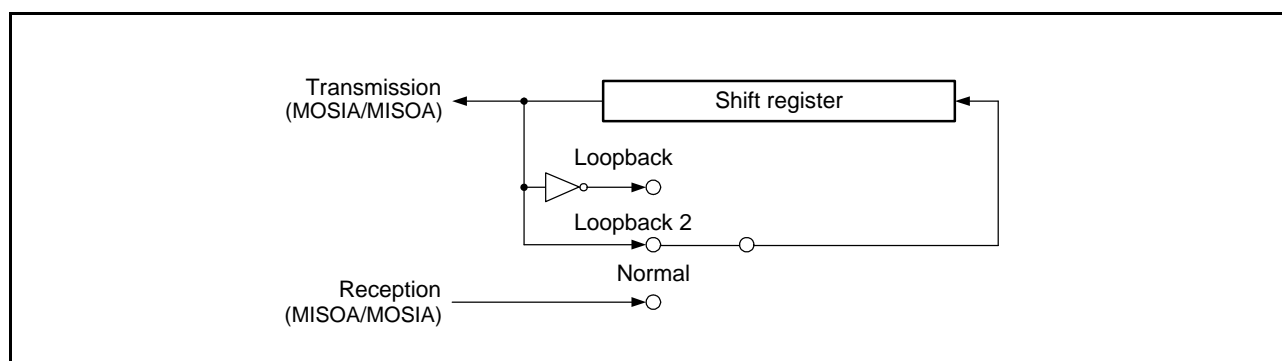 Transmission
(MOSIA/MISOA)
Shift register
Loopback
Loopback 2
Normal
Reception
(MISOA/MOSIA)